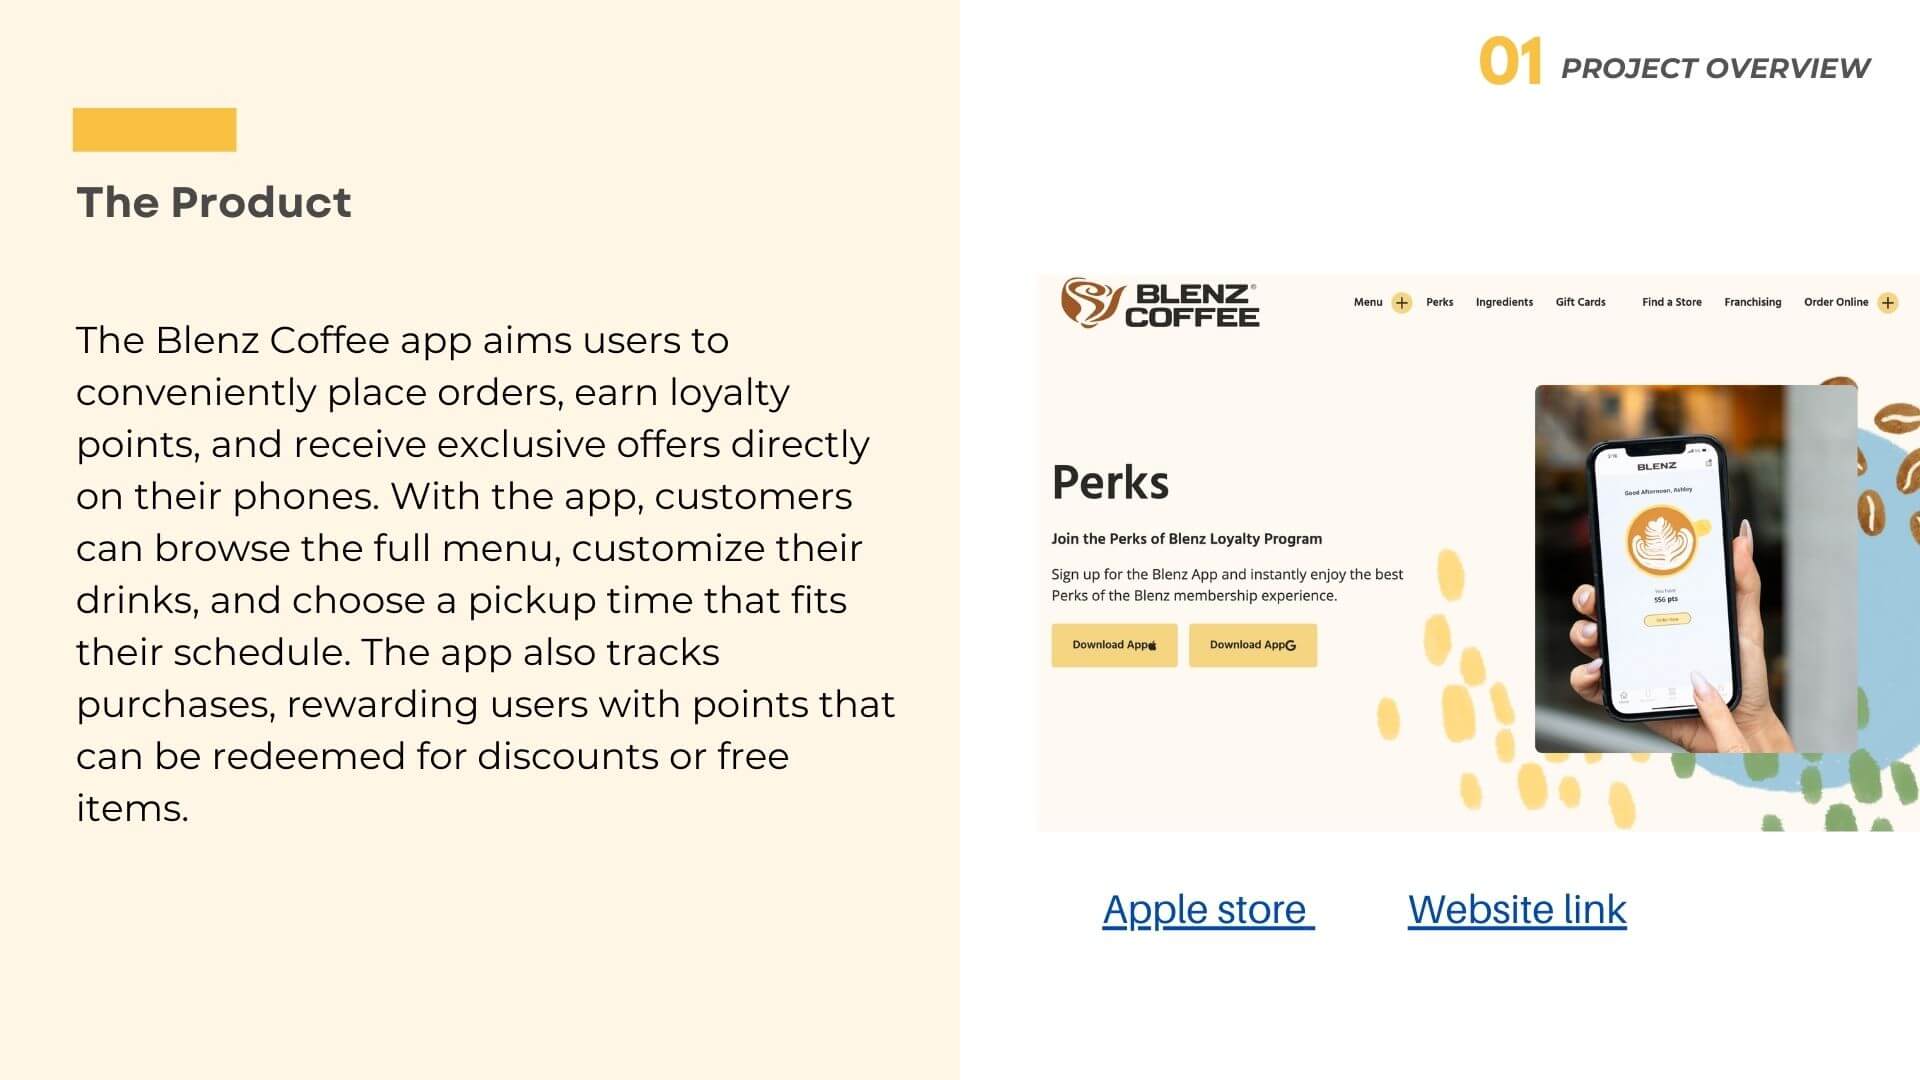 01 PROJECT OVERVIEW
The Product
The Blenz Coffee app aims users to
conveniently place orders, earn loyalty
points, and receive exclusive offers directly
on their phones. With the app, customers
can browse the full menu, customize their
drinks, and choose a pickup time that fits
their schedule. The app also tracks
purchases, rewarding users with points that
can be redeemed for discounts or free
items.
BLENZ®
COFFEE
Menu + Perks Ingredients Gift Cards Find a Store Franchising Order Online +
Perks
Join the Perks of Blenz Loyalty Program
Sign up for the Blenz App and instantly enjoy the best
Perks of the Blenz membership experience.
Download App Download App
BLENZ
Good Afternoon, Ashley
You have
556 pts
Order Now
Apple store Website link